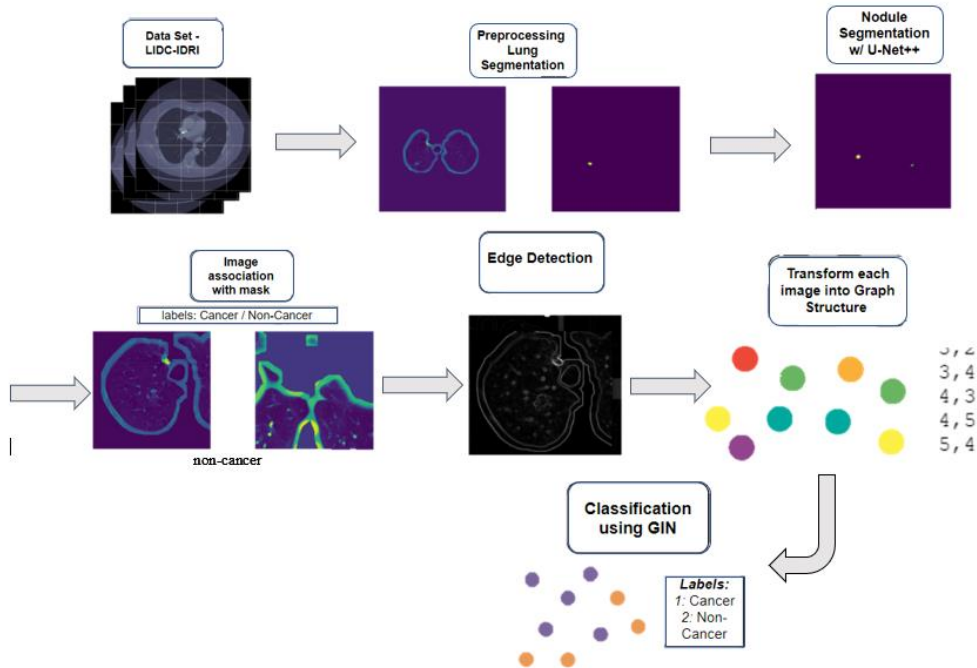 Data Set -
LIDC-IDRI
Preprocessing
Lung
Segmentation
Nodule
Segmentation
w/ U-Net++
Image
association
with mask
labels: Cancer / Non-Cancer
non-cancer
Edge Detection
Transform each
image into Graph
Structure
3,4
4,3
4,5
5,4
Classification
using GIN
Labels:
1: Cancer
2: Non-
Cancer